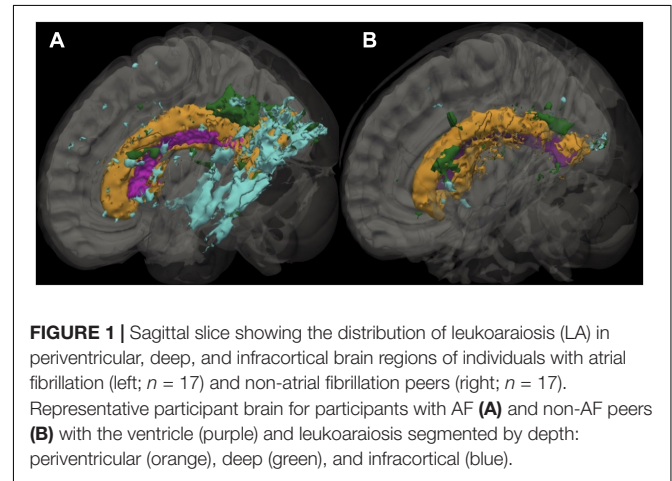 A
B
FIGURE 1 | Sagittal slice showing the distribution of leukoaraiosis (LA) in
periventricular, deep, and infracortical brain regions of individuals with atrial
fibrillation (left; n = 17) and non-atrial fibrillation peers (right; n = 17).
Representative participant brain for participants with AF (A) and non-AF peers
(B) with the ventricle (purple) and leukoaraiosis segmented by depth:
periventricular (orange), deep (green), and infracortical (blue).